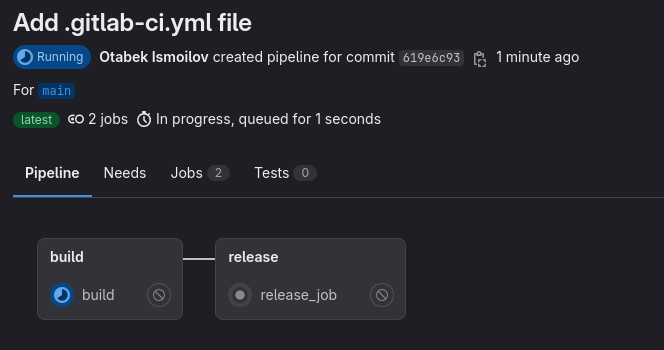 Add .gitlab-ci.yml file
Running Otabek Ismoilov created pipeline for commit 619e6c93 1 minute ago
For main
latest 2 jobs In progress, queued for 1 seconds
Pipeline Needs Jobs 2 Tests 0
build release
build release_job